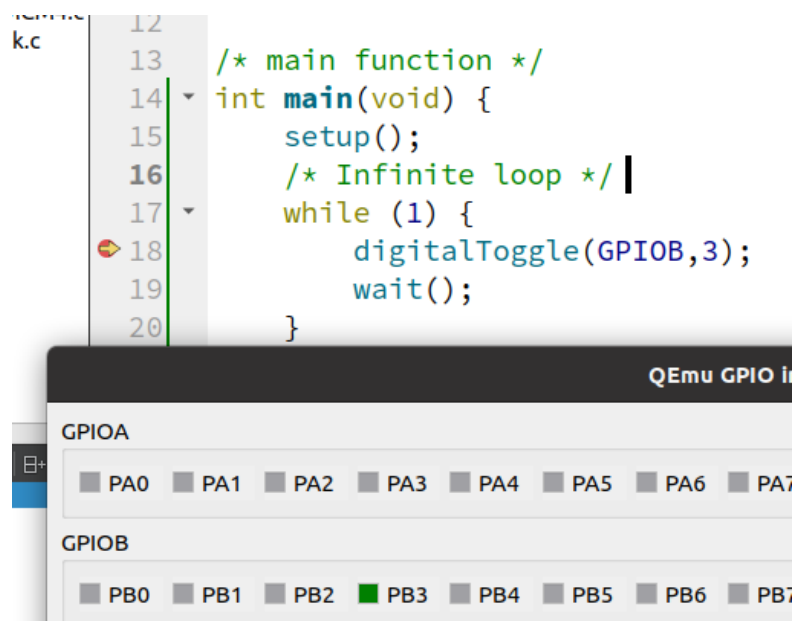 k.c
12
13 /* main function */
14 int main(void) {
15 setup();
16 /* Infinite loop */
17 while (1) {
18 digitalToggle(GPIOB,3);
19 wait();
20 }
QEmu GPIO
GPIOA
PA0 PA1 PA2 PA3 PA4 PA5 PA6 PA7
GPIOB
PB0 PB1 PB2 PB3 PB4 PB5 PB6 PB7